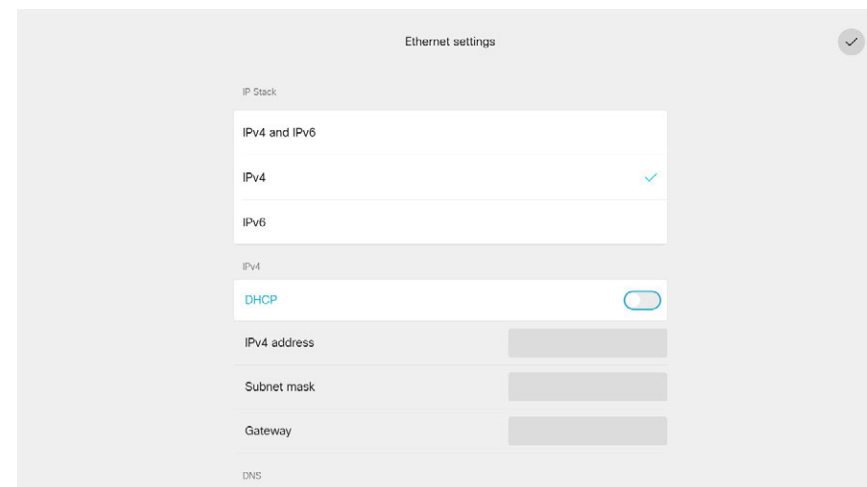 Ethernet settings
IP Stack
IPv4 and IPv6
IPv4
IPv6
IPv4
DHCP
IPv4 address
Subnet mask
Gateway
DNS